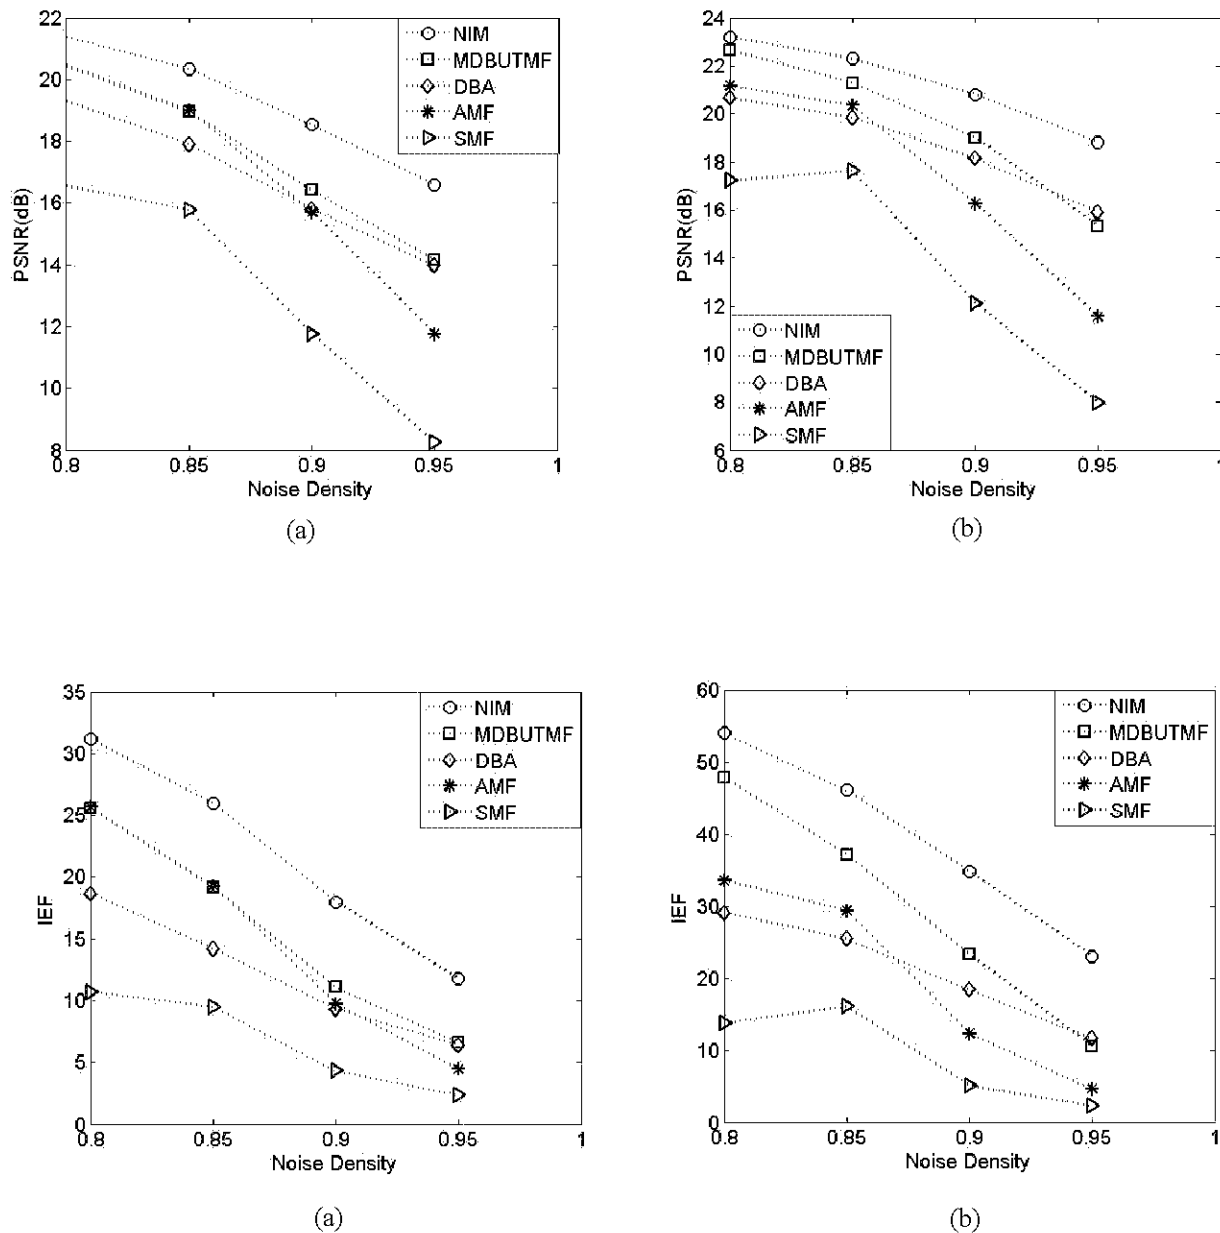 22
20
18
16
14
12
10
8
PSNR(dB)
0.8 0.85 0.9 0.95 1
Noise Density
NIM
MDBUTMF
DBA
AMF
SMF
(a)
24
22
20
18
16
14
12
10
8
6
PSNR(dB)
0.8 0.85 0.9 0.95 1
Noise Density
NIM
MDBUTMF
DBA
AMF
SMF
(b)
35
30
25
20
15
10
5
0
IEF
0.8 0.85 0.9 0.95 1
Noise Density
NIM
MDBUTMF
DBA
AMF
SMF
(a)
60
50
40
30
20
10
0
IEF
0.8 0.85 0.9 0.95 1
Noise Density
NIM
MDBUTMF
DBA
AMF
SMF
(b)